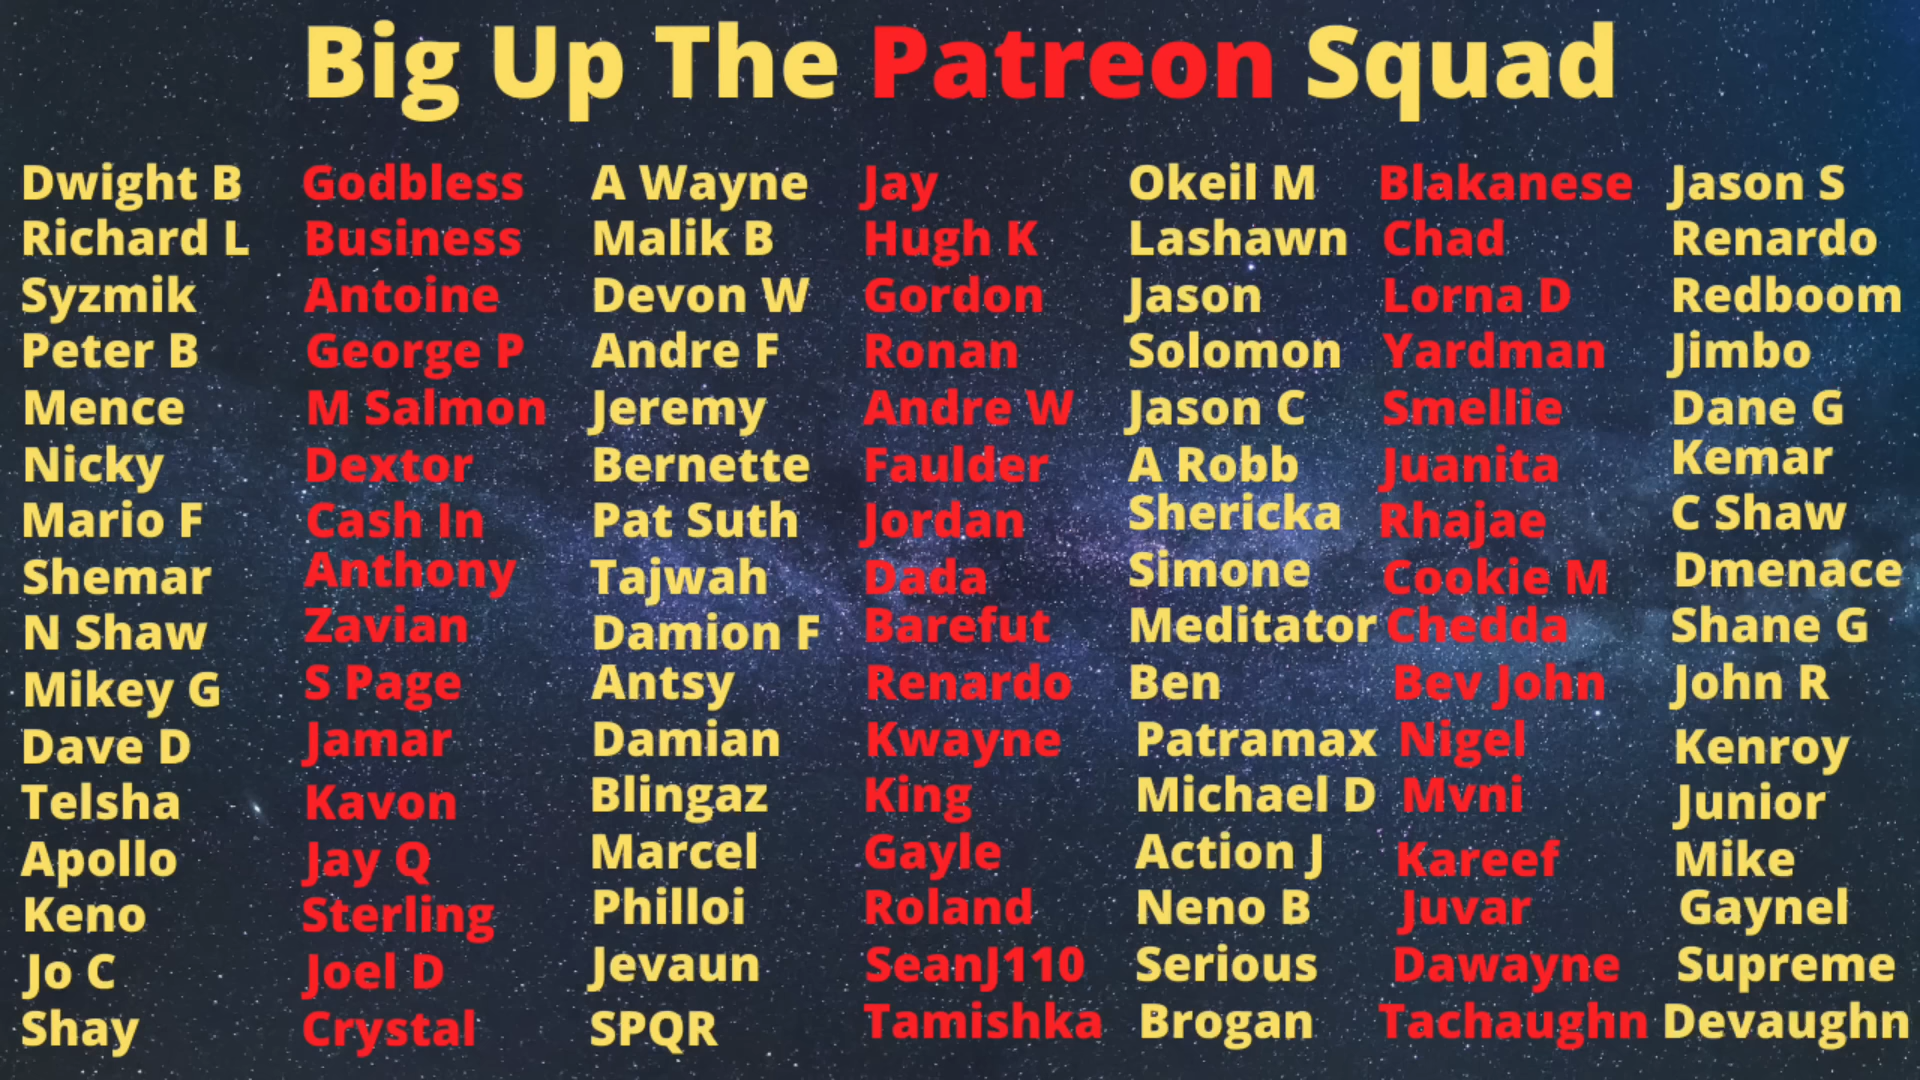 Big Up The Patreon Squad
Dwight B Godbless A Wayne Jay Okeil M Blakanese Jason S
Richard L Business Malik B Hugh K Lashawn Chad Renardo
Syzmik Antoine Devon W Gordon Jason Lorna D Redboom
Peter B George P Andre F Ronan Solomon Yardman Jimbo
Mence M Salmon Jeremy Andre W Jason C Smellie Dane G
Nicky Dextor Bernette Faulder A Robb Juanita Kemar
Mario F Cash In Pat Suth Jordan Shericka Rhajae C Shaw
Shemar Anthony Tajwah Dada Simone Cookie M Dmenace
N Shaw Zavian Damion F Barefut Meditator Chedda Shane G
Mikey G S Page Antsy Renardo Ben Bev John John R
Dave D Jamar Damian Kwayne Patramax Nigel Kenroy
Telsha Kavon Blingaz King Michael D Mvni Junior
Apollo Jay Q Marcel Gayle Action J Kareef Mike
Keno Sterling Philloi Roland Neno B Juvar Gaynel
Jo C Joel D Jevaun SeanJ110 Serious Dawayne Supreme
Shay Crystal SPQR Tamishka Brogan Tachaughn Devaughn